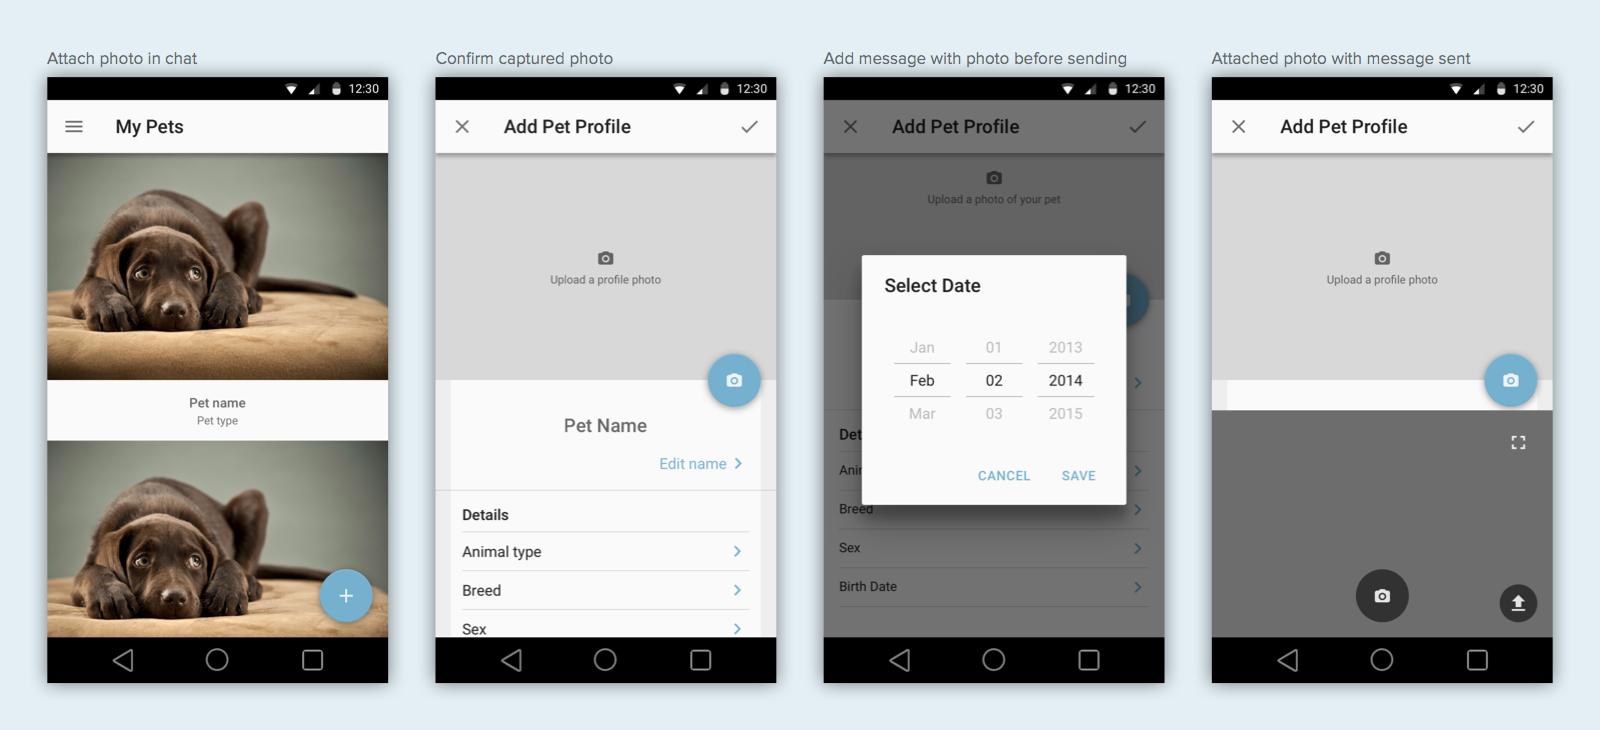 Attach photo in chat
12:30
My Pets
Pet name
Pet type
Confirm captured photo
12:30
Add Pet Profile
Upload a profile photo
Pet Name
Edit name
Details
Animal type
Breed
Sex
Add message with photo before sending
12:30
Add Pet Profile
Upload a photo of your pet
Select Date
Jan 01 2013
Feb 02 2014
Mar 03 2015
CANCEL SAVE
Det
Anir
Breed
Sex
Birth Date
Attached photo with message sent
12:30
Add Pet Profile
Upload a profile photo